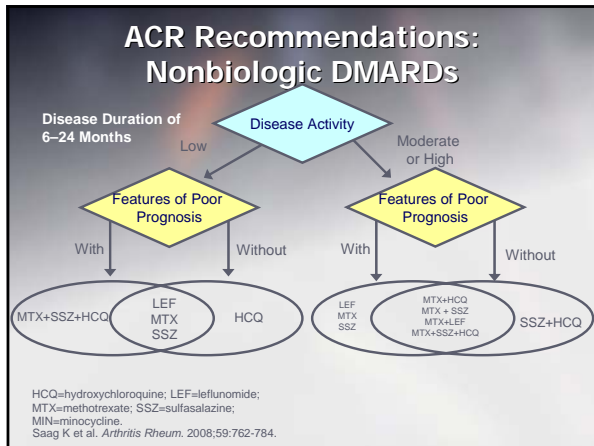 ACR Recommendations:
Nonbiologic DMARDs
Disease Duration of
6–24 Months
Disease Activity
Low
Moderate
or High
Features of Poor
Prognosis
Features of Poor
Prognosis
With
Without
With
Without
MTX+SSZ+HCQ
LEF
MTX
SSZ
HCQ
LEF
MTX
SSZ
MTX+HCQ
MTX + SSZ
MTX+LEF
MTX+SSZ+HCQ
SSZ+HCQ
HCQ=hydroxychloroquine; LEF=leflunomide;
MTX=methotrexate; SSZ=sulfasalazine;
MIN=minocycline.
Saag K et al. Arthritis Rheum. 2008;59:762-784.